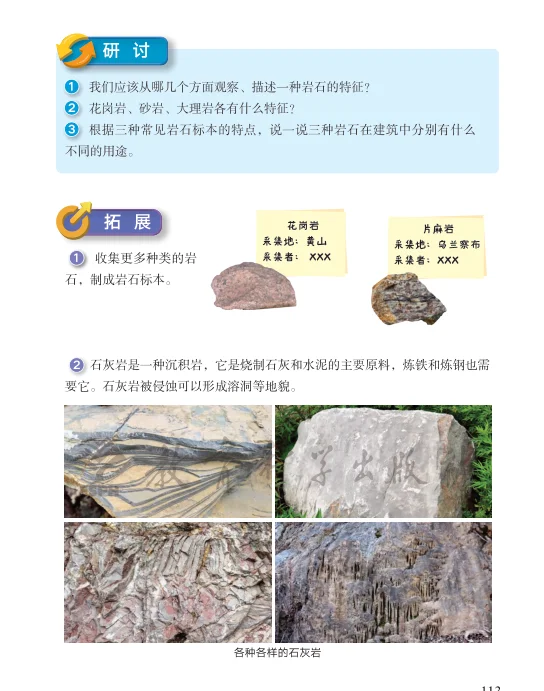 研 讨
1 我们应该从哪几个方面观察、描述一种岩石的特征？
2 花岗岩、砂岩、大理岩各有什么特征？
3 根据三种常见岩石标本的特点，说一说三种岩石在建筑中分别有什么
不同的用途。
拓 展
1 收集更多种类的岩
石，制成岩石标本。
花岗岩
采集地：黄山
采集者：XXX
片麻岩
采集地：乌兰察布
采集者：XXX
2 石灰岩是一种沉积岩，它是烧制石灰和水泥的主要原料，炼铁和炼钢也需
要它。石灰岩被侵蚀可以形成溶洞等地貌。
学出版
各种各样的石灰岩